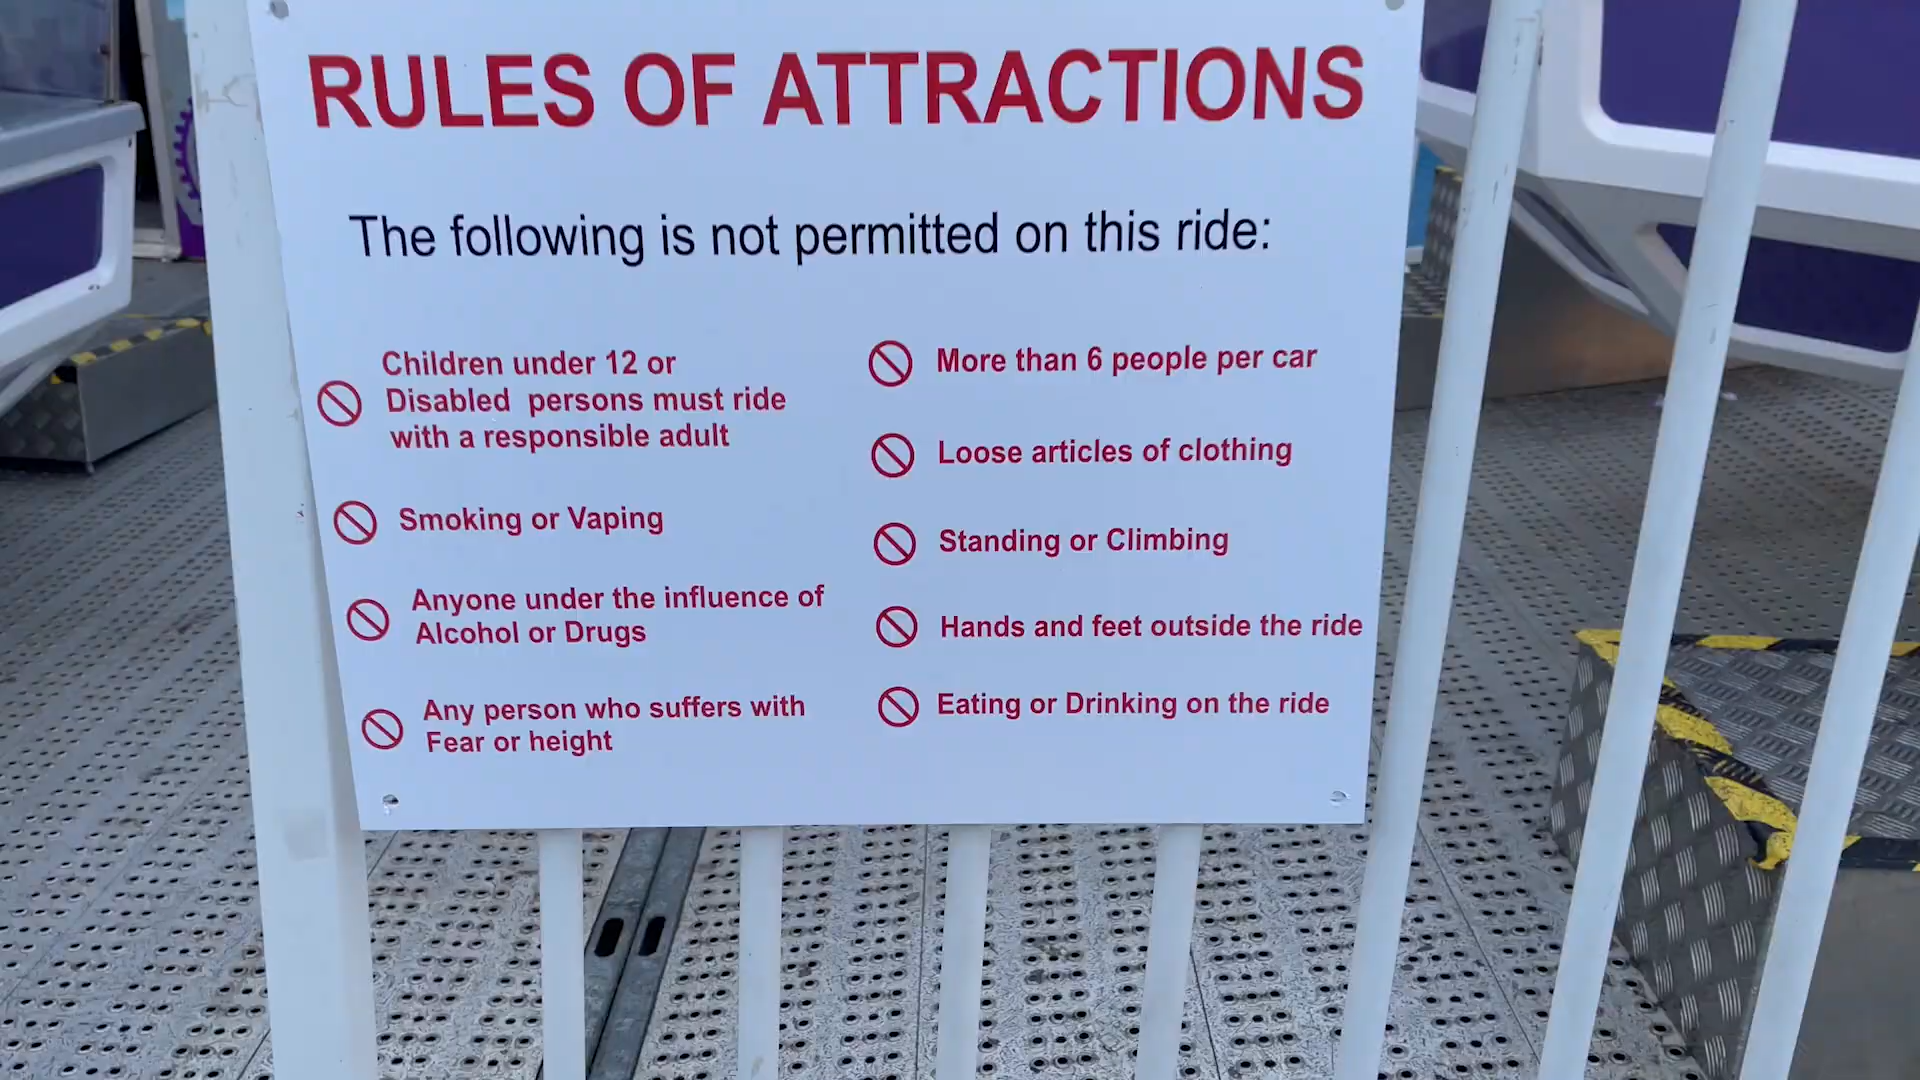 RULES OF ATTRACTIONS
The following is not permitted on this ride:
Children under 12 or
Disabled persons must ride
with a responsible adult
Smoking or Vaping
Anyone under the influence of
Alcohol or Drugs
Any person who suffers with
Fear or height
More than 6 people per car
Loose articles of clothing
Standing or Climbing
Hands and feet outside the ride
Eating or Drinking on the ride